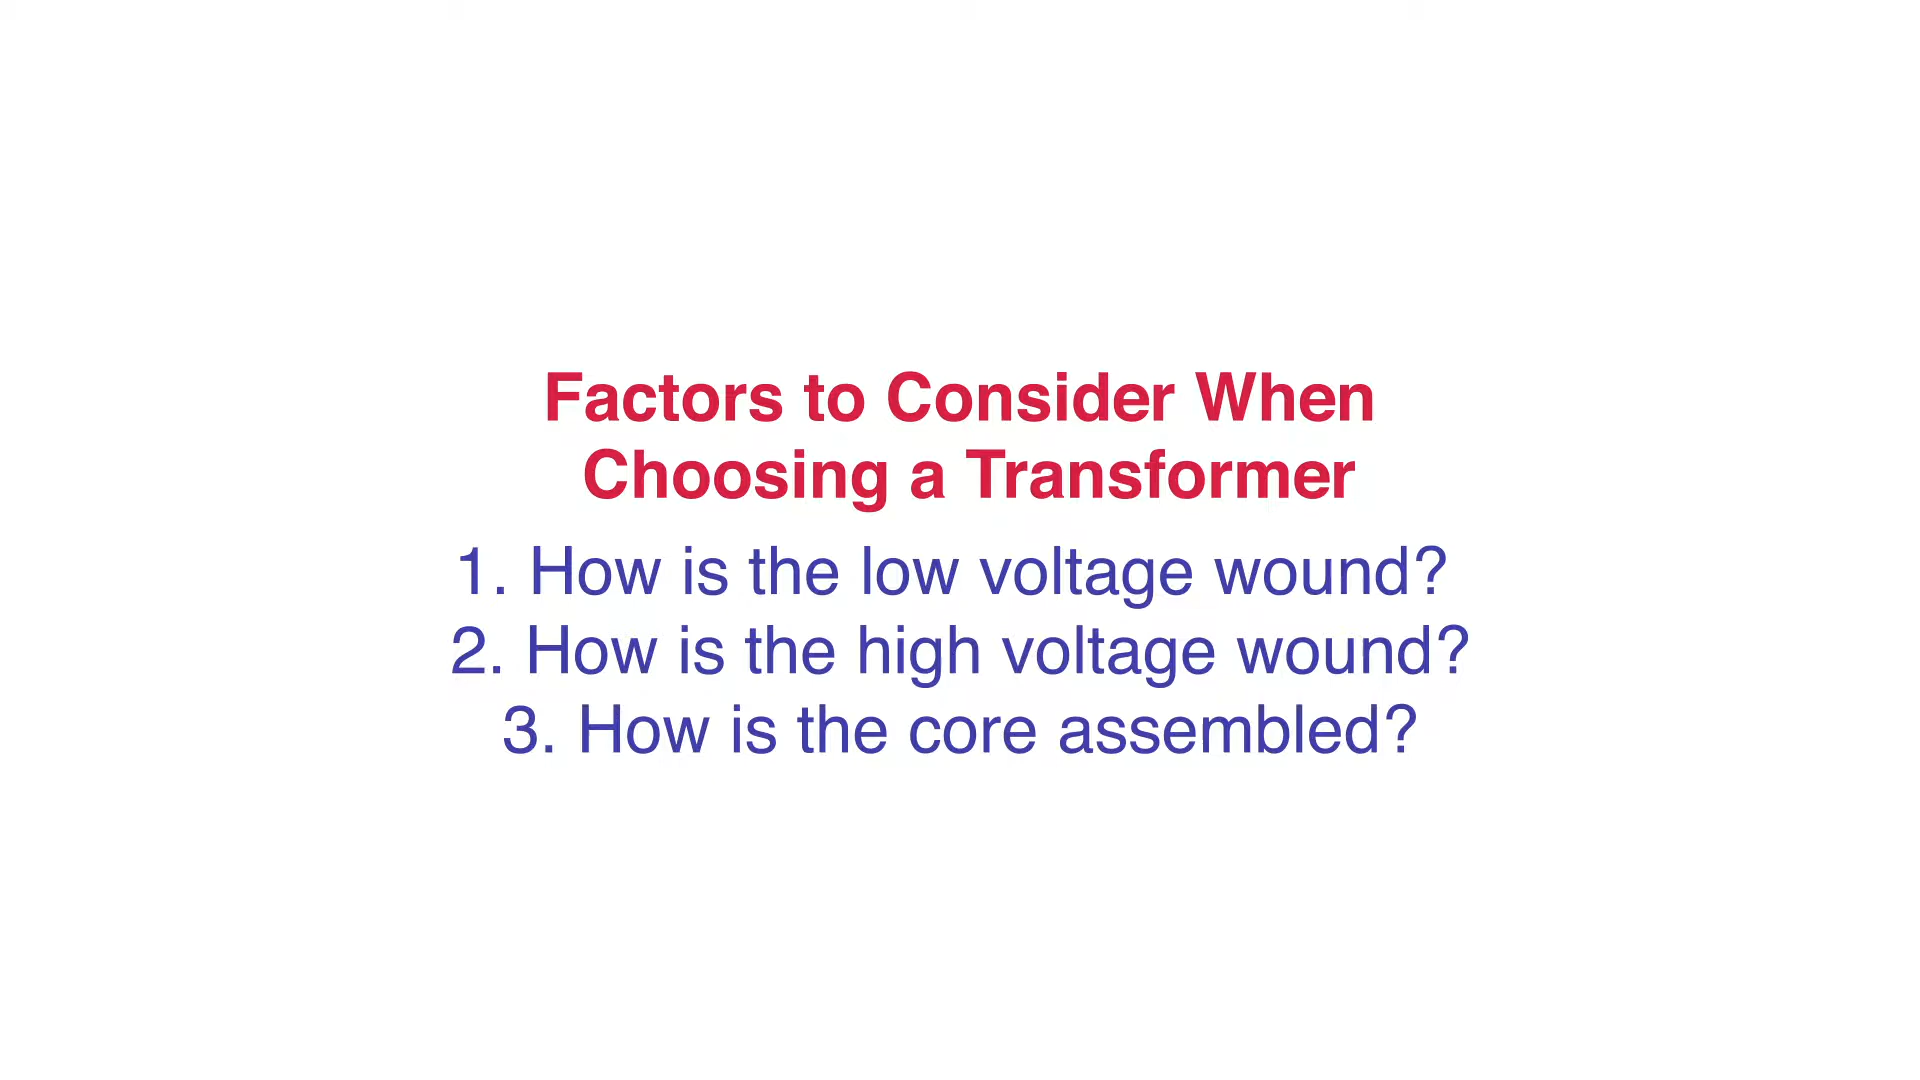 Factors to Consider When
Choosing a Transformer
1. How is the low voltage wound?
2. How is the high voltage wound?
3. How is the core assembled?